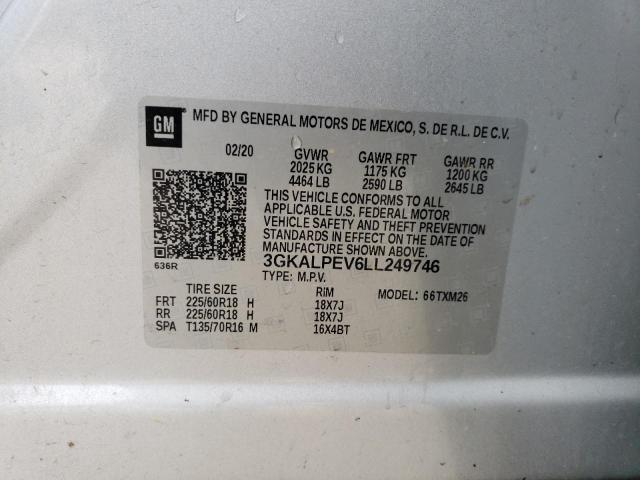 GM MFD BY GENERAL MOTORS DE MEXICO, S. DE R.L. DE C.V.
02/20 GVWR GAWR FRT GAWR RR
2025 KG 1175 KG 1200 KG
4464 LB 2590 LB 2645 LB
THIS VEHICLE CONFORMS TO ALL
APPLICABLE U.S. FEDERAL MOTOR
VEHICLE SAFETY AND THEFT PREVENTION
STANDARDS IN EFFECT ON THE DATE OF
MANUFACTURE SHOWN ABOVE.
636R
3GKALPEV6LL249746
TYPE: M.P.V.
TIRE SIZE RiM MODEL: 66TXM26
FRT 225/60R18 H 18X7J
RR 225/60R18 H 18X7J
SPA T135/70R16 M 16X4BT